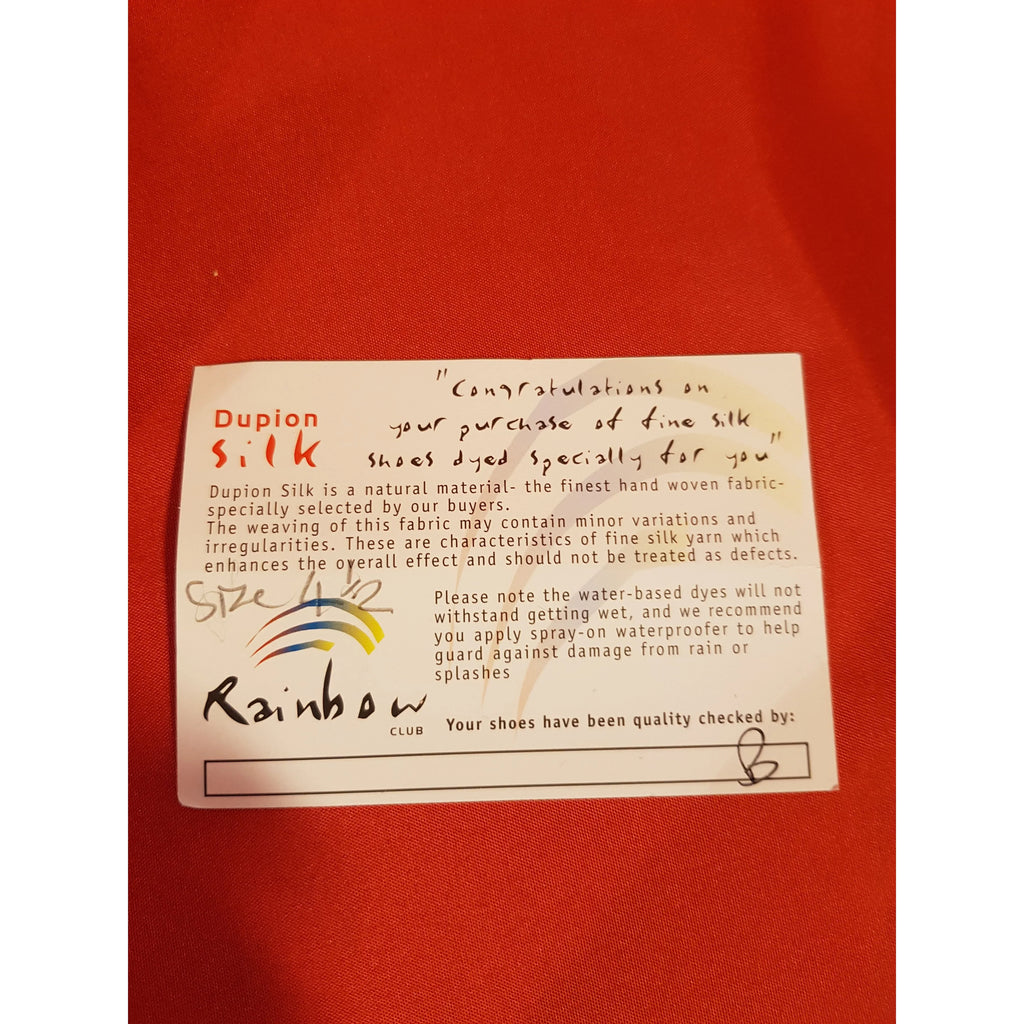 "Congratulations on
your purchase of fine silk
shoes dyed specially for you"
Dupion
Silk
Dupion Silk is a natural material- the finest hand woven fabric-
specially selected by our buyers.
The weaving of this fabric may contain minor variations and
irregularities. These are characteristics of fine silk yarn which
enhances the overall effect and should not be treated as defects.
Size 4 1/2
Please note the water-based dyes will not
withstand getting wet, and we recommend
you apply spray-on waterproofer to help
guard against damage from rain or
splashes
Rainbow
CLUB
Your shoes have been quality checked by:
B